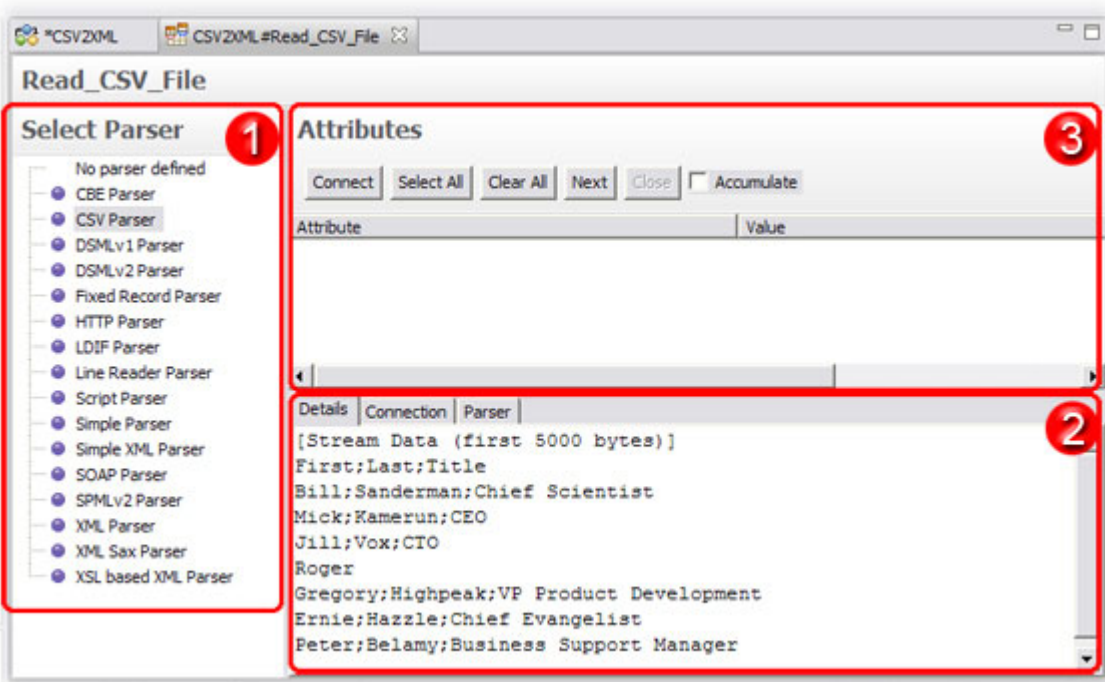 *CSV2XML CSV2XML#Read_CSV_File
Read_CSV_File
Select Parser 1
No parser defined
CBE Parser
CSV Parser
DSMLv1 Parser
DSMLv2 Parser
Fixed Record Parser
HTTP Parser
LDIF Parser
Line Reader Parser
Script Parser
Simple Parser
Simple XML Parser
SOAP Parser
SPMLv2 Parser
XML Parser
XML Sax Parser
XSL based XML Parser
Attributes 3
Connect Select All Clear All Next Close Accumulate
Attribute Value
Details Connection Parser 2
[Stream Data (first 5000 bytes)]
First;Last;Title
Bill;Sanderman;Chief Scientist
Mick;Kamerun;CEO
Jill;Vox;CTO
Roger
Gregory;Highpeak;VP Product Development
Ernie;Hazzle;Chief Evangelist
Peter;Belamy;Business Support Manager